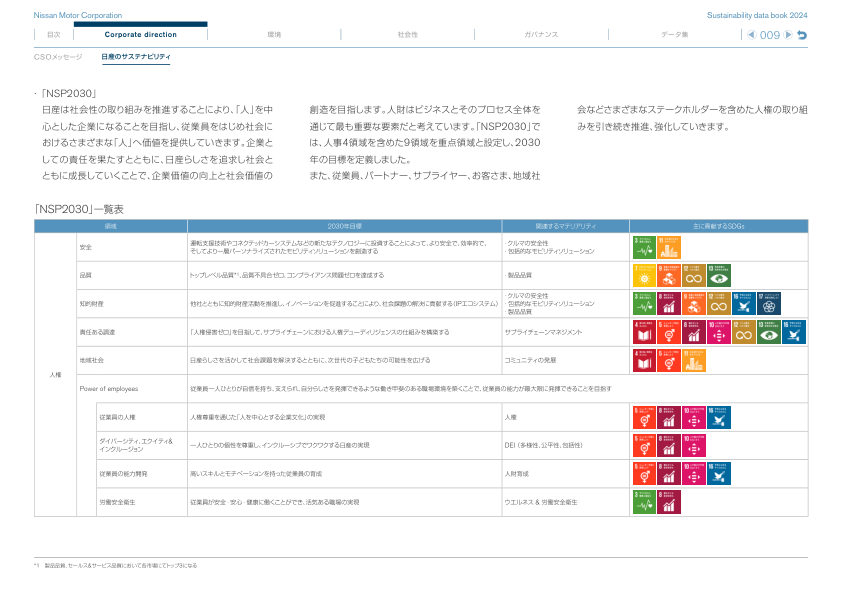 Nissan Motor Corporation
Sustainability data book 2024
目次
Corporate direction
環境
社会性
ガバナンス
データ集
009
CSOメッセージ
日産のサステナビリティ
・「NSP2030」
日産は社会性の取り組みを推進することにより、「人」を中
心とした企業になることを目指し、従業員をはじめ社会に
おけるさまざまな「人」へ価値を提供していきます。企業と
しての責任を果たすとともに、日産らしさを追求し社会と
ともに成長していくことで、企業価値の向上と社会価値の
創造を目指します。人財はビジネスとそのプロセス全体を
通じて最も重要な要素だと考えています。「NSP2030」で
は、人事4領域を含めた9領域を重点領域と設定し、2030
年の目標を定義しました。
また、従業員、パートナー、サプライヤー、お客さま、地域社
会などさまざまなステークホルダーを含めた人権の取り組
みを引き続き推進、強化していきます。
「NSP2030」一覧表
領域
2030年目標
関連するマテリアリティ
主に貢献するSDGs
人権
安全
運転支援技術やコネクテッドカーシステムなどの新たなテクノロジーに投資することによって、より安全で、効率的で、
そしてより一層パーソナライズされたモビリティソリューションを創造する
・クルマの安全性
・包括的なモビリティソリューション
品質
トップレベル品質*1、品質不具合ゼロ、コンプライアンス問題ゼロを達成する
・製品品質
知的財産
他社とともに知的財産活動を推進し、イノベーションを促進することにより、社会課題の解決に貢献する（IPエコシステム）
・クルマの安全性
・包括的なモビリティソリューション
・製品品質
責任ある調達
「人権侵害ゼロ」を目指して、サプライチェーンにおける人権デューディリジェンスの仕組みを構築する
サプライチェーンマネジメント
地域社会
日産らしさを活かして社会課題を解決するとともに、次世代の子どもたちの可能性を広げる
コミュニティの発展
Power of employees
従業員一人ひとりが自信を持ち、支えられ、自分らしさを発揮できるような働き甲斐のある職場環境を築くことで、従業員の能力が最大限に発揮できることを目指す
従業員の人権
人権尊重を通じた「人を中心とする企業文化」の実現
人権
ダイバーシティ、エクイティ&
インクルージョン
一人ひとりの個性を尊重し、インクルーシブでワクワクする日産の実現
DEI（多様性、公平性、包括性）
従業員の能力開発
高いスキルとモチベーションを持った従業員の育成
人財育成
労働安全衛生
従業員が安全・安心・健康に働くことができ、活気ある職場の実現
ウエルネス & 労働安全衛生
*1 製品品質、セールス&サービス品質において各市場にてトップ3になる